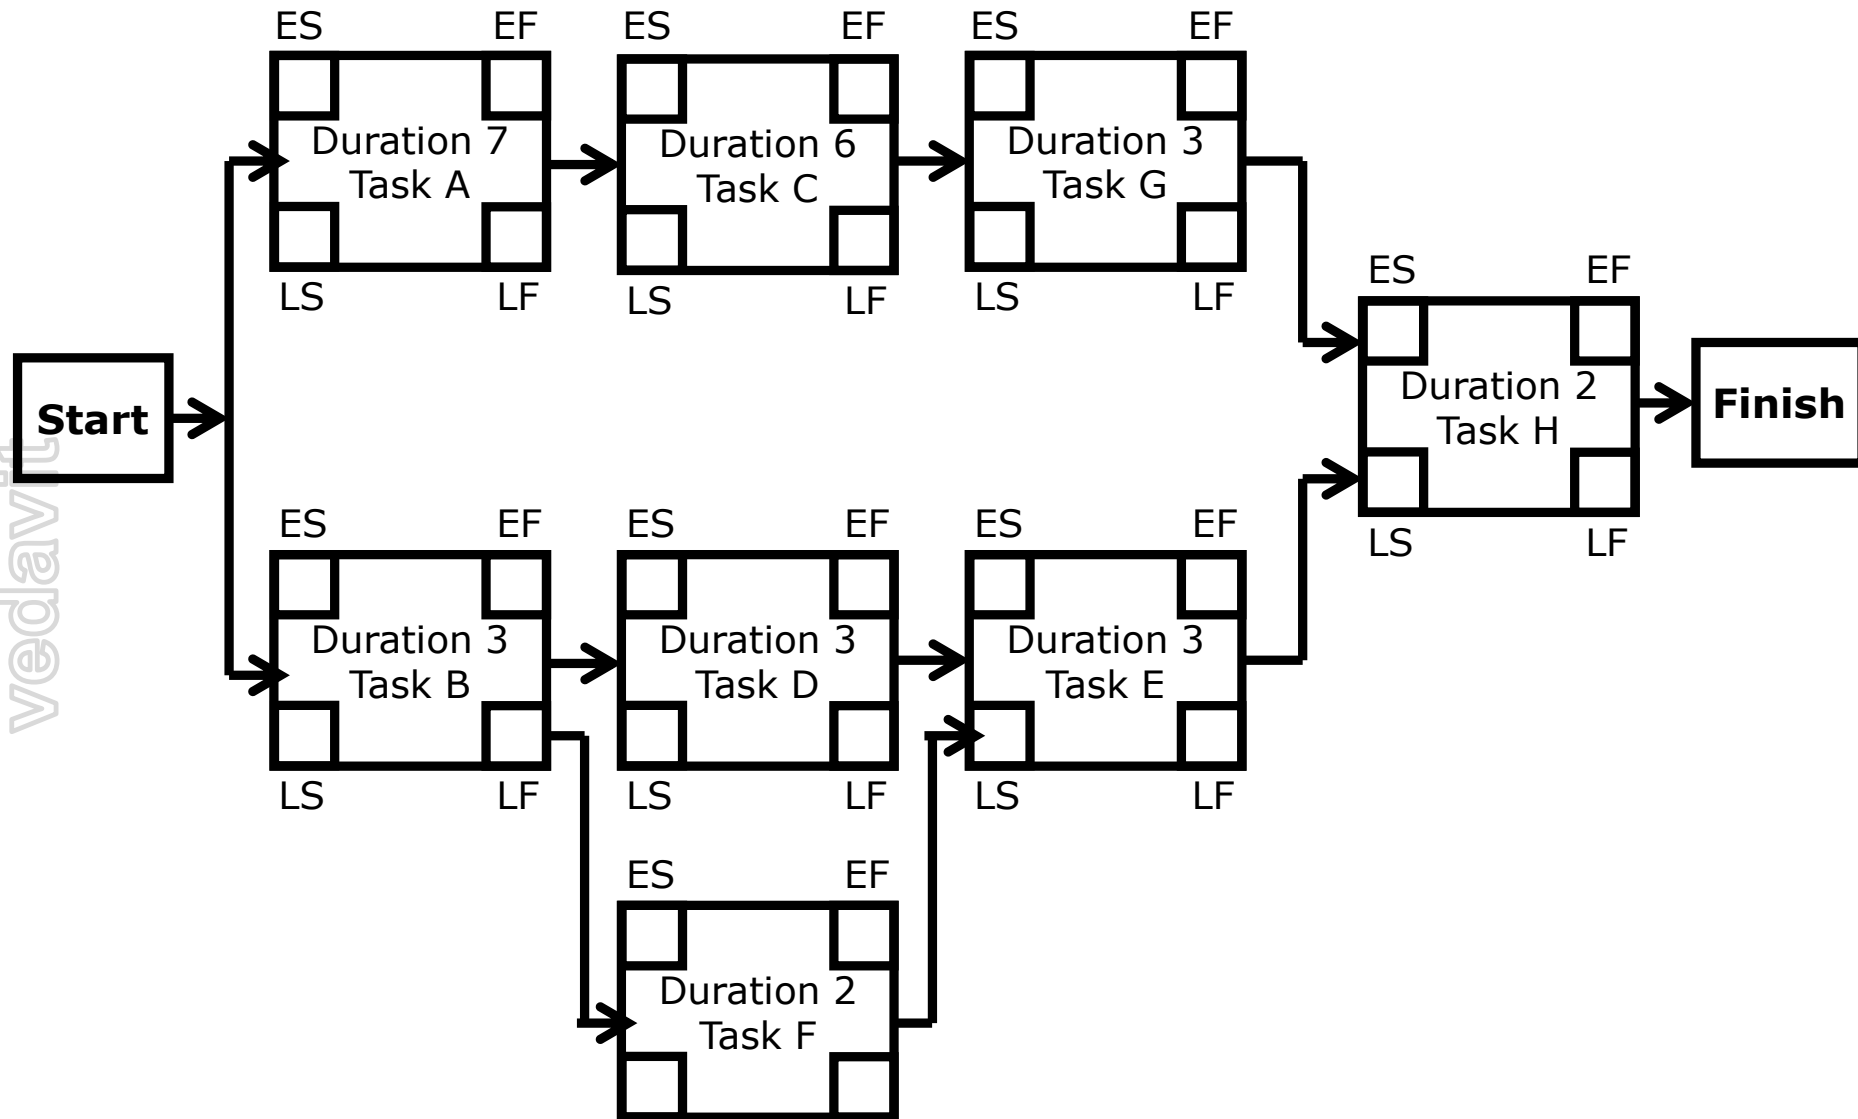 ES EF ES EF ES EF
Duration 7
Task A
Duration 6
Task C
Duration 3
Task G
LS LF LS LF LS LF
ES EF
Duration 2
Task H
LS LF
Start
Finish
ES EF ES EF ES EF
Duration 3
Task B
Duration 3
Task D
Duration 3
Task E
LS LF LS LF LS LF
ES EF
Duration 2
Task F
vedavit